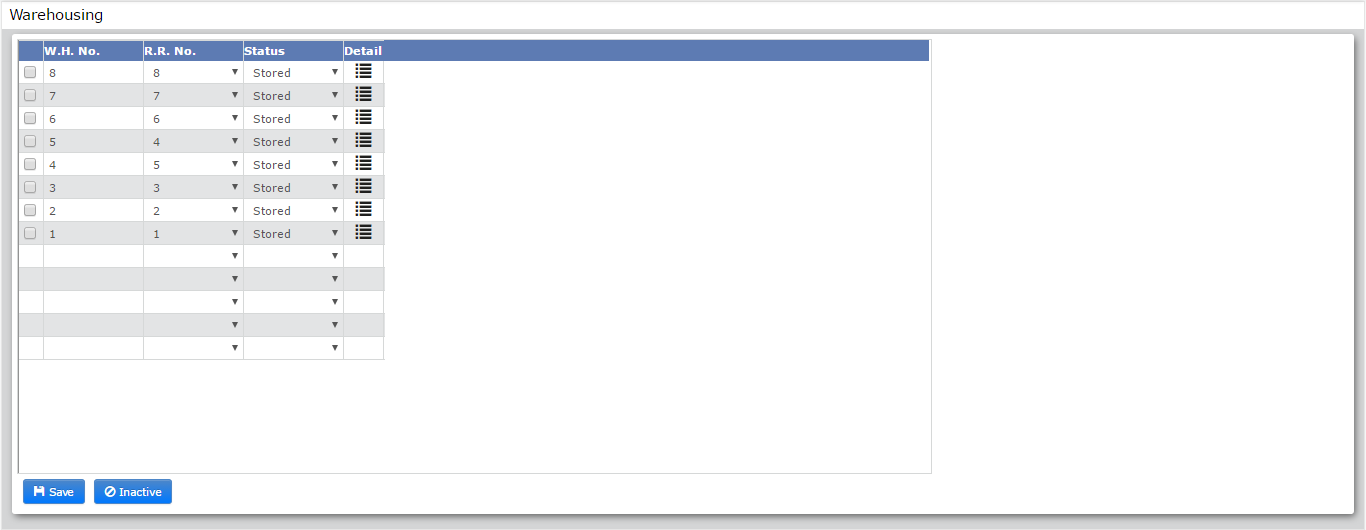 Warehousing
W.H. No. R.R. No. Status Detail
8 8 Stored
7 7 Stored
6 6 Stored
5 4 Stored
4 5 Stored
3 3 Stored
2 2 Stored
1 1 Stored
Save Inactive